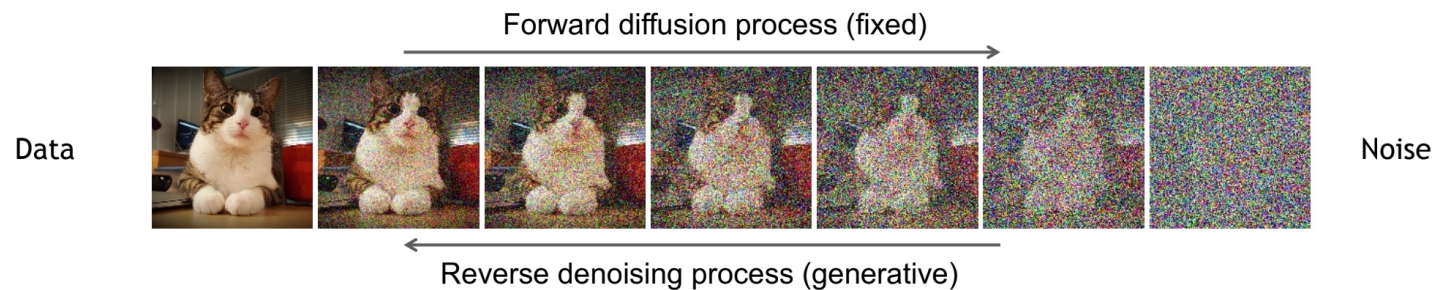 Forward diffusion process (fixed)
Data
Noise
Reverse denoising process (generative)